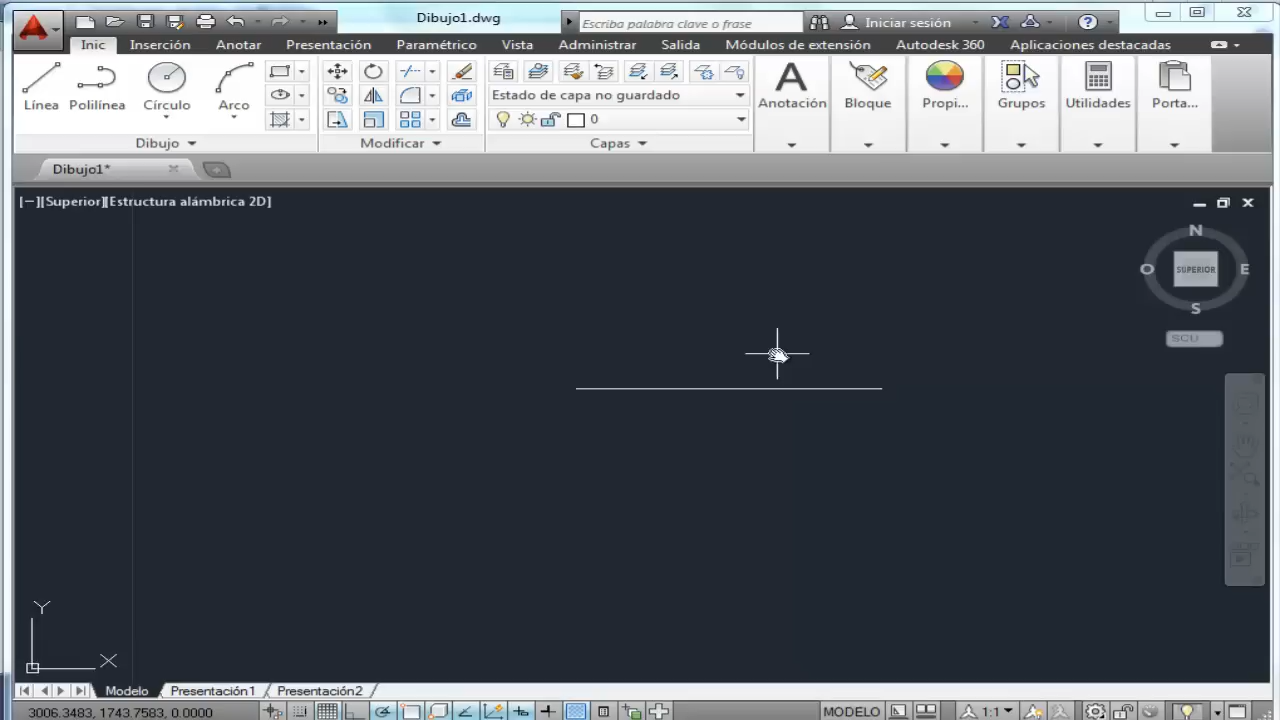 Dibujo1.dwg
Escriba palabra clave o frase
Iniciar sesión
Inic Inserción Anotar Presentación Paramétrico Vista Administrar Salida Módulos de extensión Autodesk 360 Aplicaciones destacadas
Línea Polilínea Círculo Arco
Estado de capa no guardado
0
Anotación Bloque Propi... Grupos Utilidades Porta...
Dibujo Modificar Capas
Dibujo1*
[−][Superior][Estructura alámbrica 2D]
N
O SUPERIOR E
S
SCU
Y
X
Modelo Presentación1 Presentación2
3006.3483, 1743.7583, 0.0000 MODELO 1:1